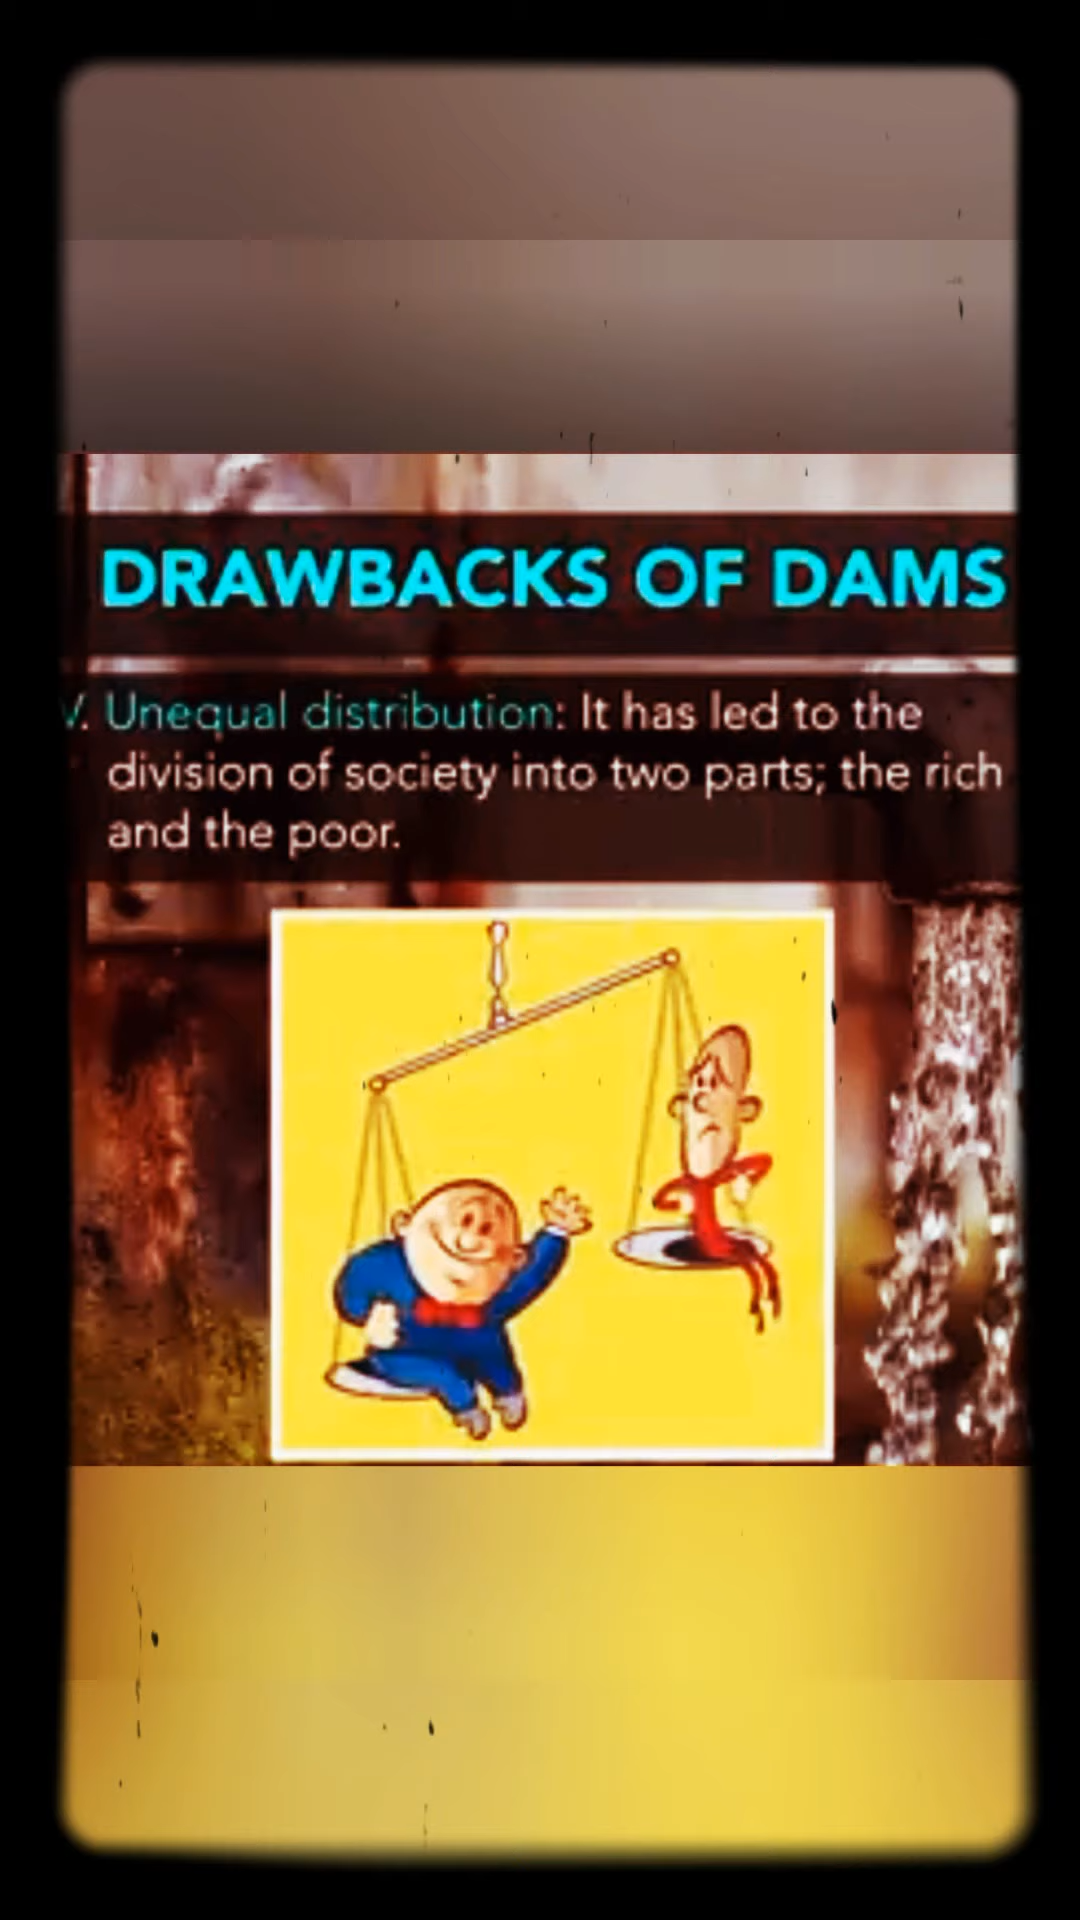 DRAWBACKS OF DAMS
V. Unequal distribution: It has led to the
division of society into two parts; the rich
and the poor.